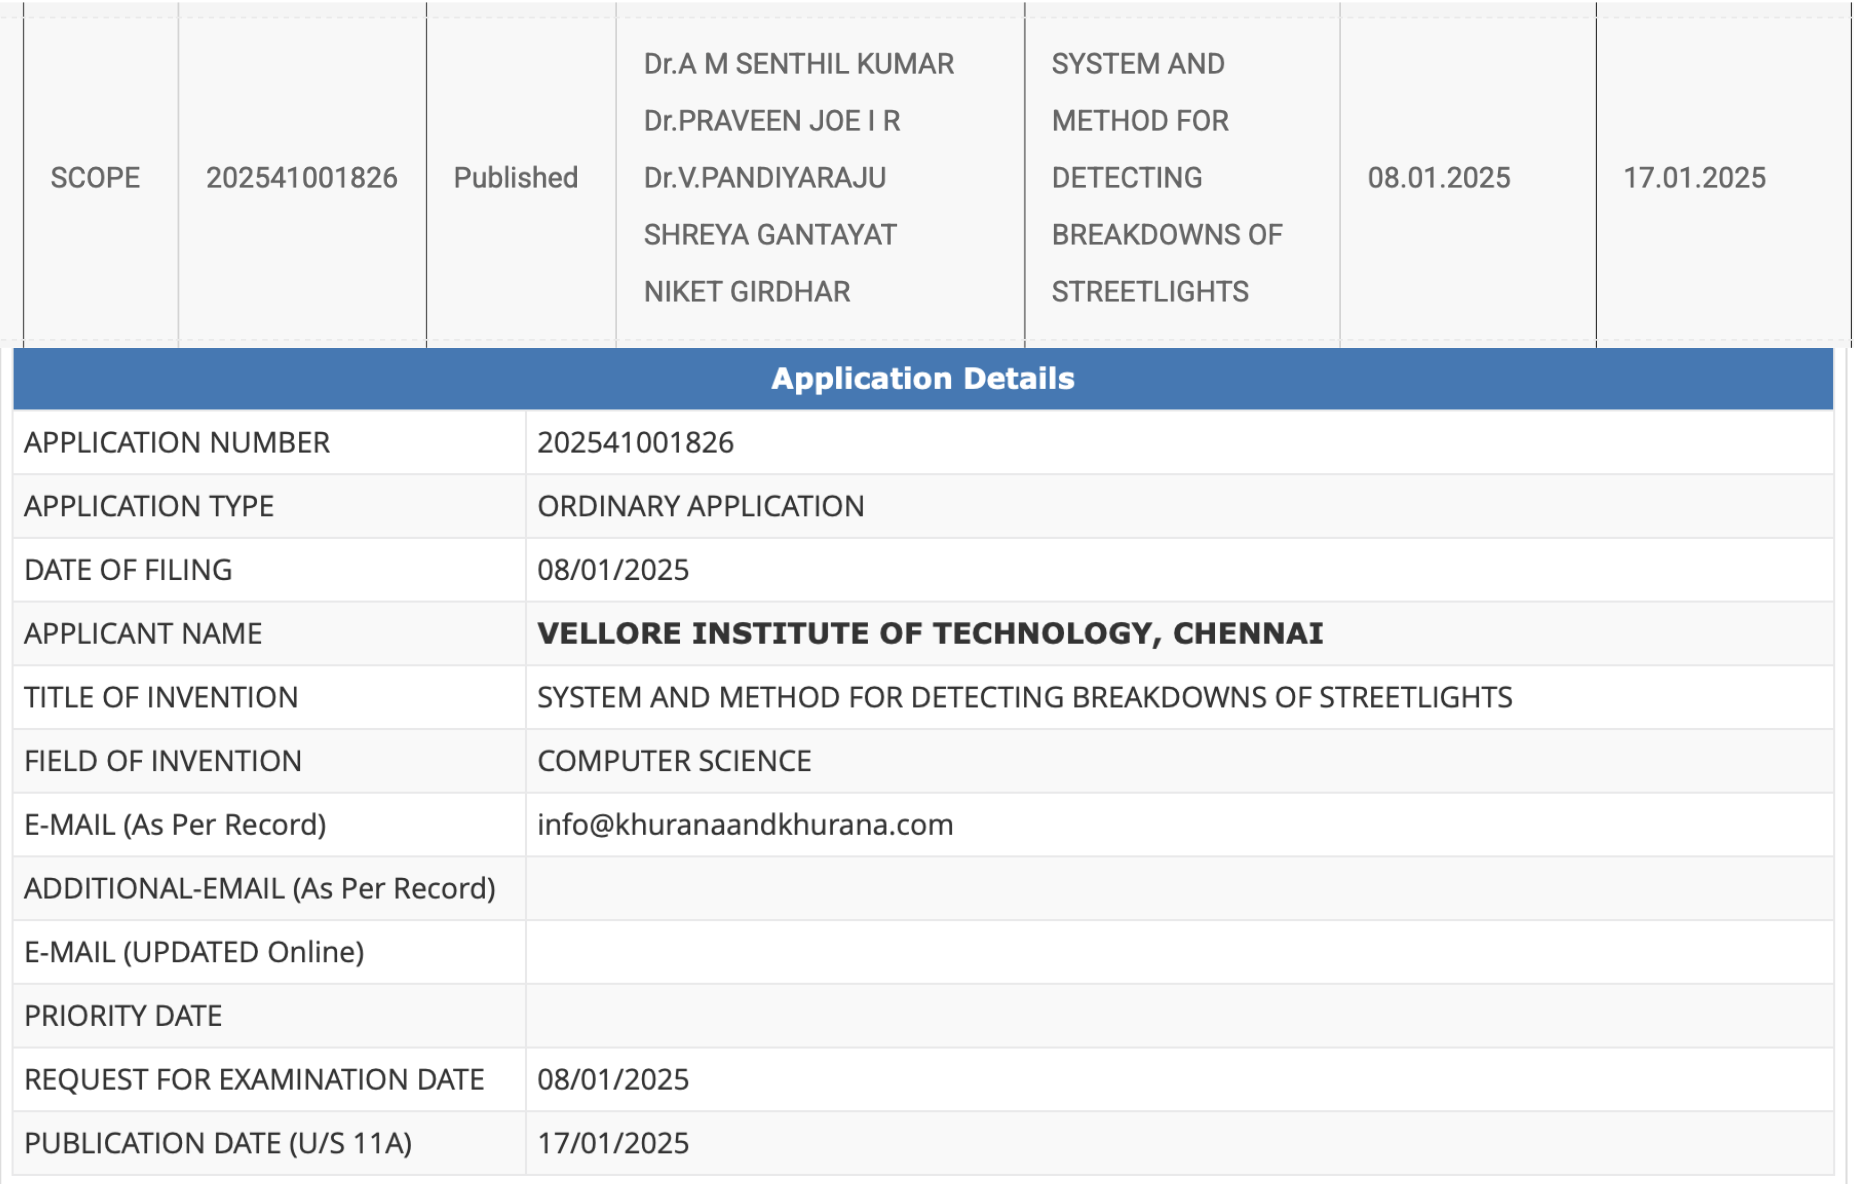 SCOPE
202541001826
Published
Dr.A M SENTHIL KUMAR
Dr.PRAVEEN JOE I R
Dr.V.PANDIYARAJU
SHREYA GANTAYAT
NIKET GIRDHAR
SYSTEM AND
METHOD FOR
DETECTING
BREAKDOWNS OF
STREETLIGHTS
08.01.2025
17.01.2025
Application Details
APPLICATION NUMBER 202541001826
APPLICATION TYPE ORDINARY APPLICATION
DATE OF FILING 08/01/2025
APPLICANT NAME VELLORE INSTITUTE OF TECHNOLOGY, CHENNAI
TITLE OF INVENTION SYSTEM AND METHOD FOR DETECTING BREAKDOWNS OF STREETLIGHTS
FIELD OF INVENTION COMPUTER SCIENCE
E-MAIL (As Per Record) info@khuranaandkhurana.com
ADDITIONAL-EMAIL (As Per Record)
E-MAIL (UPDATED Online)
PRIORITY DATE
REQUEST FOR EXAMINATION DATE 08/01/2025
PUBLICATION DATE (U/S 11A) 17/01/2025